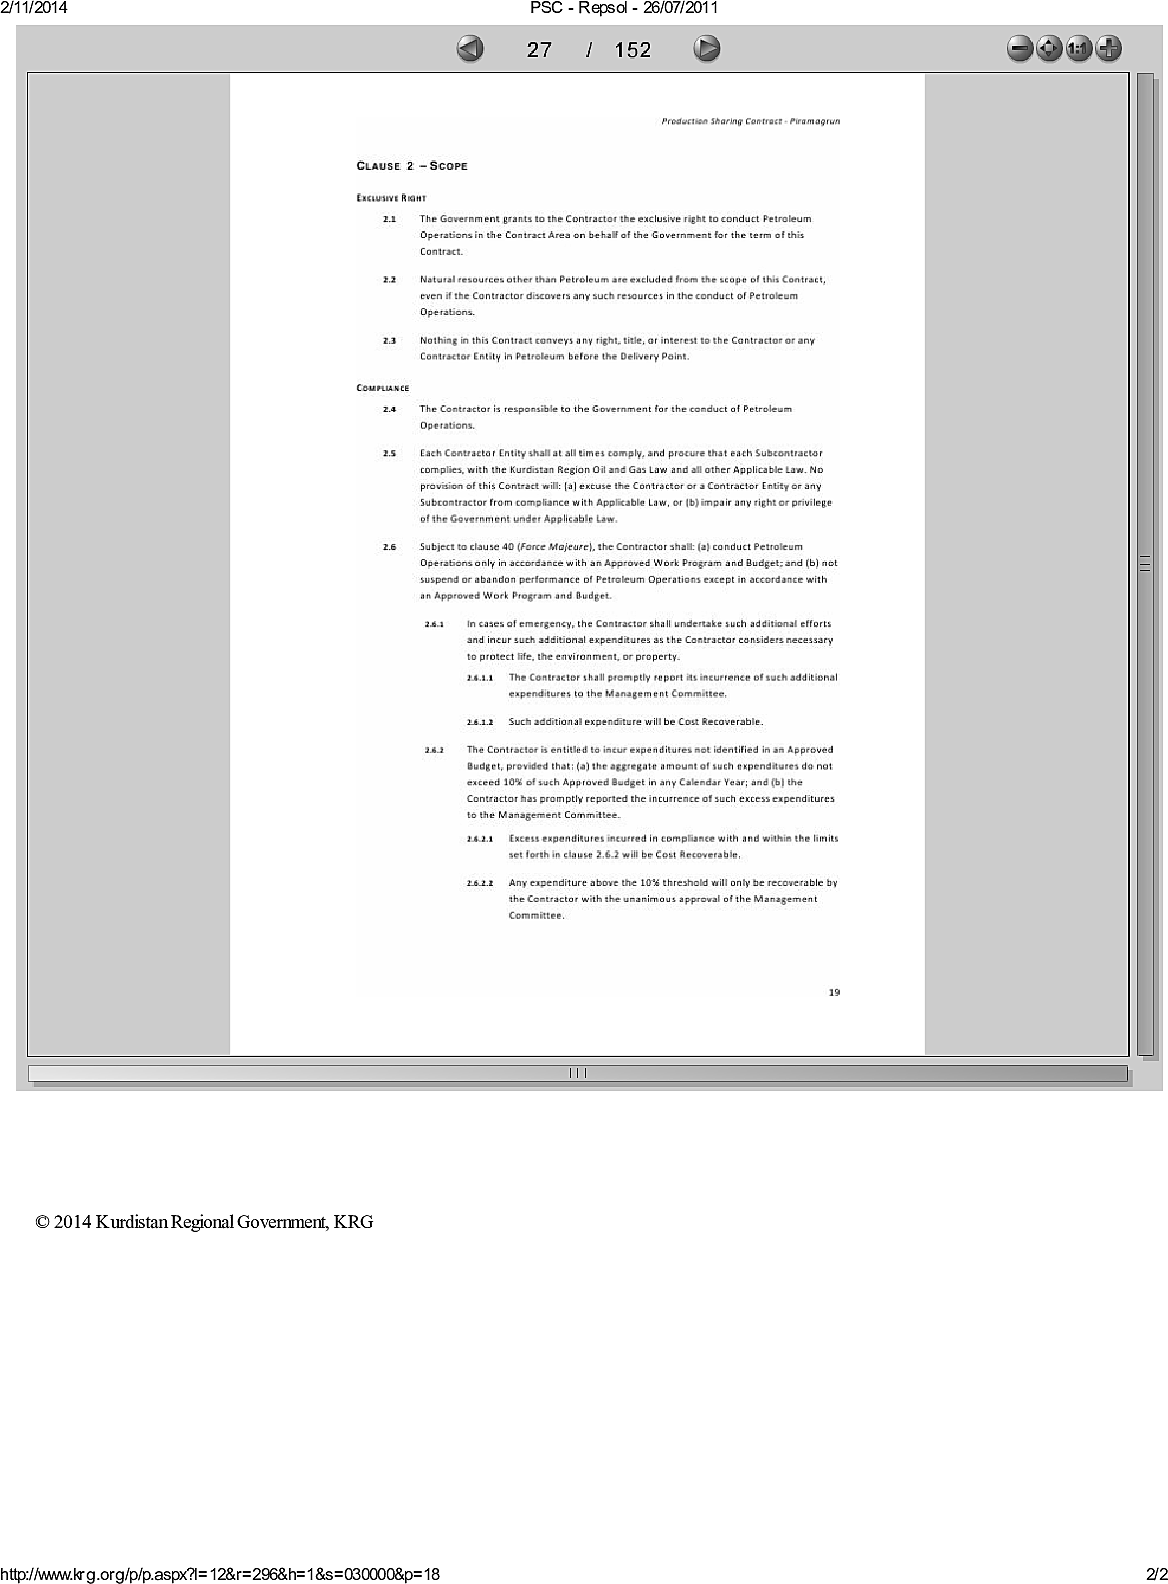 2/11/2014 PSC - Repsol - 26/07/2011
27 / 152
1:1
Production Sharing Contract - Piramagrun
CLAUSE 2 – SCOPE
EXCLUSIVE RIGHT
2.1 The Government grants to the Contractor the exclusive right to conduct Petroleum
Operations in the Contract Area on behalf of the Government for the term of this
Contract.
2.2 Natural resources other than Petroleum are excluded from the scope of this Contract,
even if the Contractor discovers any such resources in the conduct of Petroleum
Operations.
2.3 Nothing in this Contract conveys any right, title, or interest to the Contractor or any
Contractor Entity in Petroleum before the Delivery Point.
COMPLIANCE
2.4 The Contractor is responsible to the Government for the conduct of Petroleum
Operations.
2.5 Each Contractor Entity shall at all times comply, and procure that each Subcontractor
complies, with the Kurdistan Region Oil and Gas Law and all other Applicable Law. No
provision of this Contract will: (a) excuse the Contractor or a Contractor Entity or any
Subcontractor from compliance with Applicable Law, or (b) impair any right or privilege
of the Government under Applicable Law.
2.6 Subject to clause 40 (Force Majeure), the Contractor shall: (a) conduct Petroleum
Operations only in accordance with an Approved Work Program and Budget; and (b) not
suspend or abandon performance of Petroleum Operations except in accordance with
an Approved Work Program and Budget.
2.6.1 In cases of emergency, the Contractor shall undertake such additional efforts
and incur such additional expenditures as the Contractor considers necessary
to protect life, the environment, or property.
2.6.1.1 The Contractor shall promptly report its incurrence of such additional
expenditures to the Management Committee.
2.6.1.2 Such additional expenditure will be Cost Recoverable.
2.6.2 The Contractor is entitled to incur expenditures not identified in an Approved
Budget, provided that: (a) the aggregate amount of such expenditures do not
exceed 10% of such Approved Budget in any Calendar Year; and (b) the
Contractor has promptly reported the incurrence of such excess expenditures
to the Management Committee.
2.6.2.1 Excess expenditures incurred in compliance with and within the limits
set forth in clause 2.6.2 will be Cost Recoverable.
2.6.2.2 Any expenditure above the 10% threshold will only be recoverable by
the Contractor with the unanimous approval of the Management
Committee.
19
© 2014 Kurdistan Regional Government, KRG
http://www.krg.org/p/p.aspx?l=12&r=296&h=1&s=030000&p=18 2/2